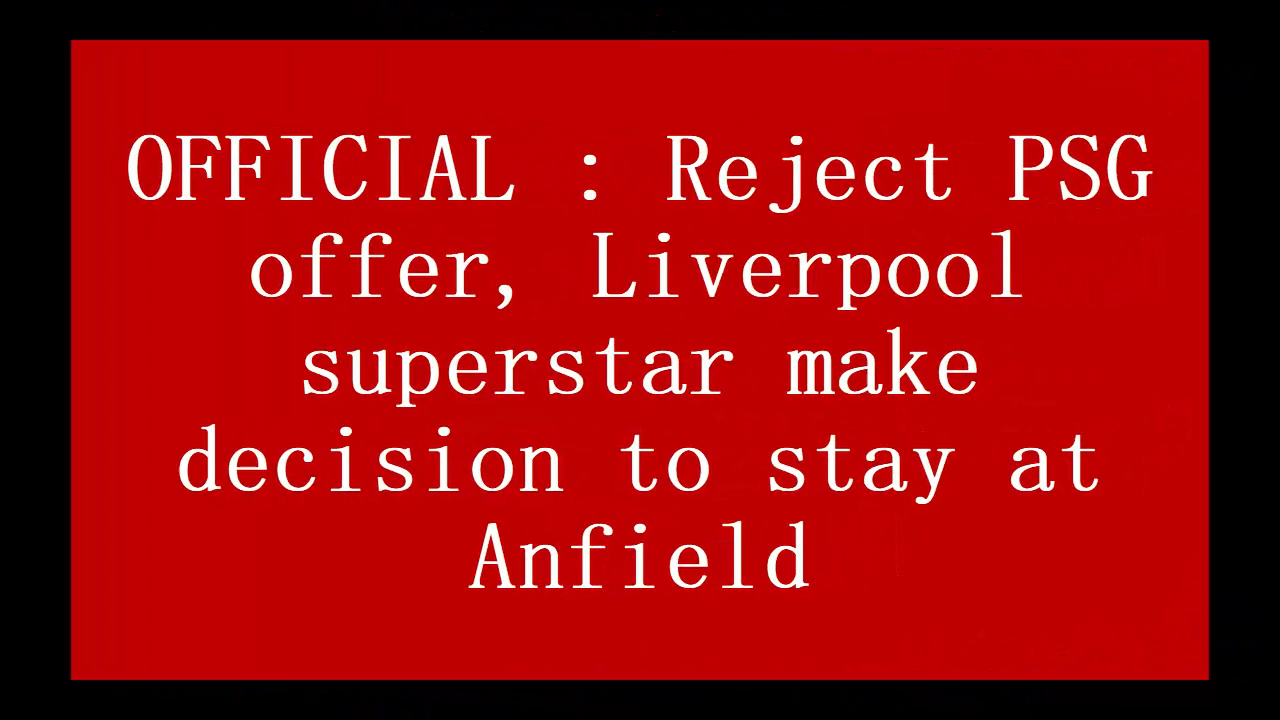 OFFICIAL : Reject PSG
offer, Liverpool
superstar make
decision to stay at
Anfield